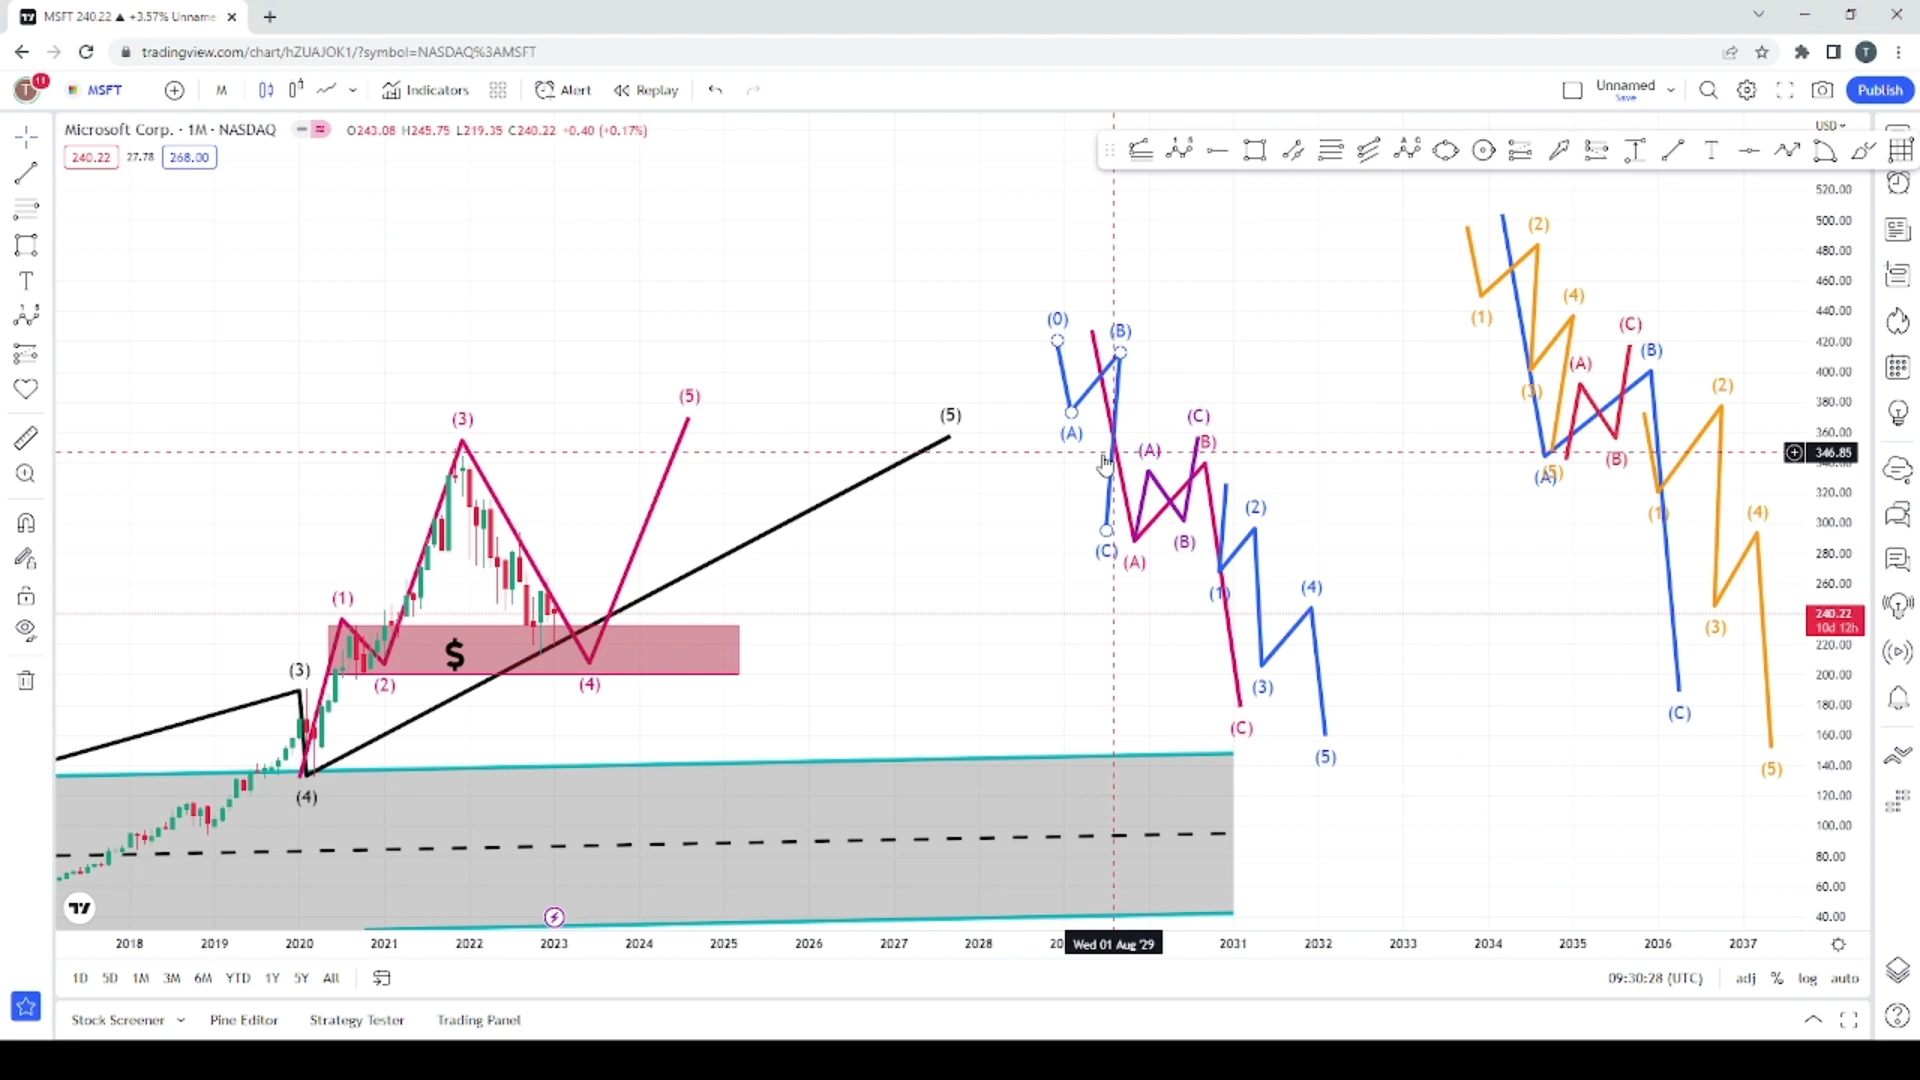 MSFT 240.22 ▲ +3.57% Unname
tradingview.com/chart/hZUAJOK1/?symbol=NASDAQ%3AMSFT
T
11
T
MSFT
M
Indicators
Alert
Replay
Unnamed
Save
Publish
Microsoft Corp. · 1M · NASDAQ
O243.08 H245.75 L219.35 C240.22 +0.40 (+0.17%)
240.22 27.78 268.00
USD
520.00
500.00
480.00
460.00
440.00
420.00
400.00
380.00
360.00
346.85
320.00
300.00
280.00
260.00
240.22
10d 12h
220.00
200.00
180.00
160.00
140.00
120.00
100.00
80.00
60.00
40.00
(3)
(4)
(5)
(1)
(2)
(3)
(4)
(5)
$
(0)
(A)
(B)
(C)
(A)
(B)
(C)
(A)
(B)
(C)
(1)
(2)
(3)
(4)
(5)
(1)
(2)
(3)
(4)
(5)
(A)
(B)
(C)
(A)
(B)
(C)
(1)
(2)
(3)
(4)
(5)
2018 2019 2020 2021 2022 2023 2024 2025 2026 2027 2028 Wed 01 Aug '29 2031 2032 2033 2034 2035 2036 2037
1D 5D 1M 3M 6M YTD 1Y 5Y All
09:30:28 (UTC) adj % log auto
Stock Screener Pine Editor Strategy Tester Trading Panel